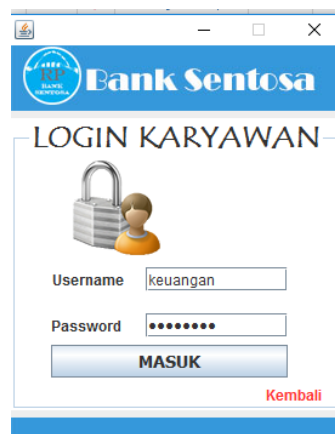 RP
BANK
SENTOSA
Bank Sentosa
LOGIN KARYAWAN
Username keuangan
Password ••••••••
MASUK
Kembali